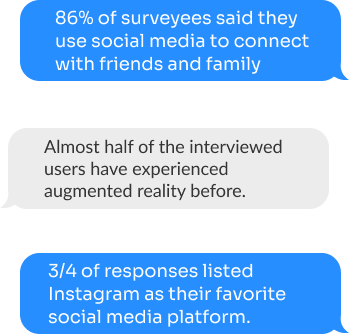 86% of surveyees said they
use social media to connect
with friends and family
Almost half of the interviewed
users have experienced
augmented reality before.
3/4 of responses listed
Instagram as their favorite
social media platform.